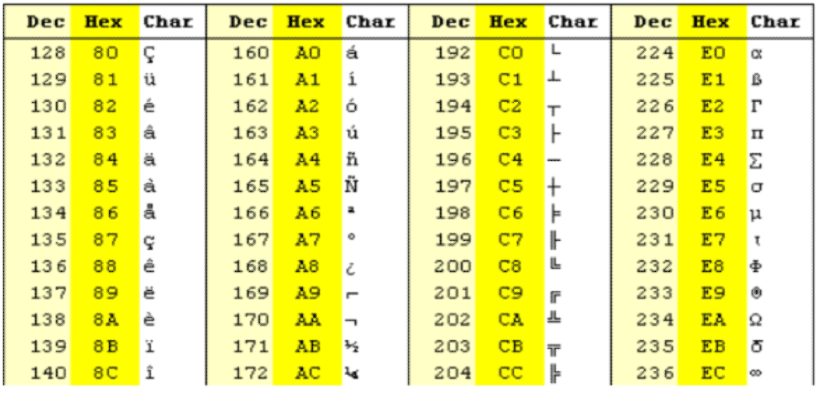 Dec Hex Char Dec Hex Char Dec Hex Char Dec Hex Char
128 80 Ç 160 A0 á 192 C0 └ 224 E0 α
129 81 ü 161 A1 í 193 C1 ┴ 225 E1 ß
130 82 é 162 A2 ó 194 C2 ┬ 226 E2 Γ
131 83 â 163 A3 ú 195 C3 ├ 227 E3 π
132 84 ä 164 A4 ñ 196 C4 ─ 228 E4 Σ
133 85 à 165 A5 Ñ 197 C5 ┼ 229 E5 σ
134 86 å 166 A6 ª 198 C6 ╞ 230 E6 µ
135 87 ç 167 A7 º 199 C7 ╟ 231 E7 τ
136 88 ê 168 A8 ¿ 200 C8 ╚ 232 E8 Φ
137 89 ë 169 A9 ⌐ 201 C9 ╔ 233 E9 Θ
138 8A è 170 AA ¬ 202 CA ╩ 234 EA Ω
139 8B ï 171 AB ½ 203 CB ╦ 235 EB δ
140 8C î 172 AC ¼ 204 CC ╠ 236 EC ∞